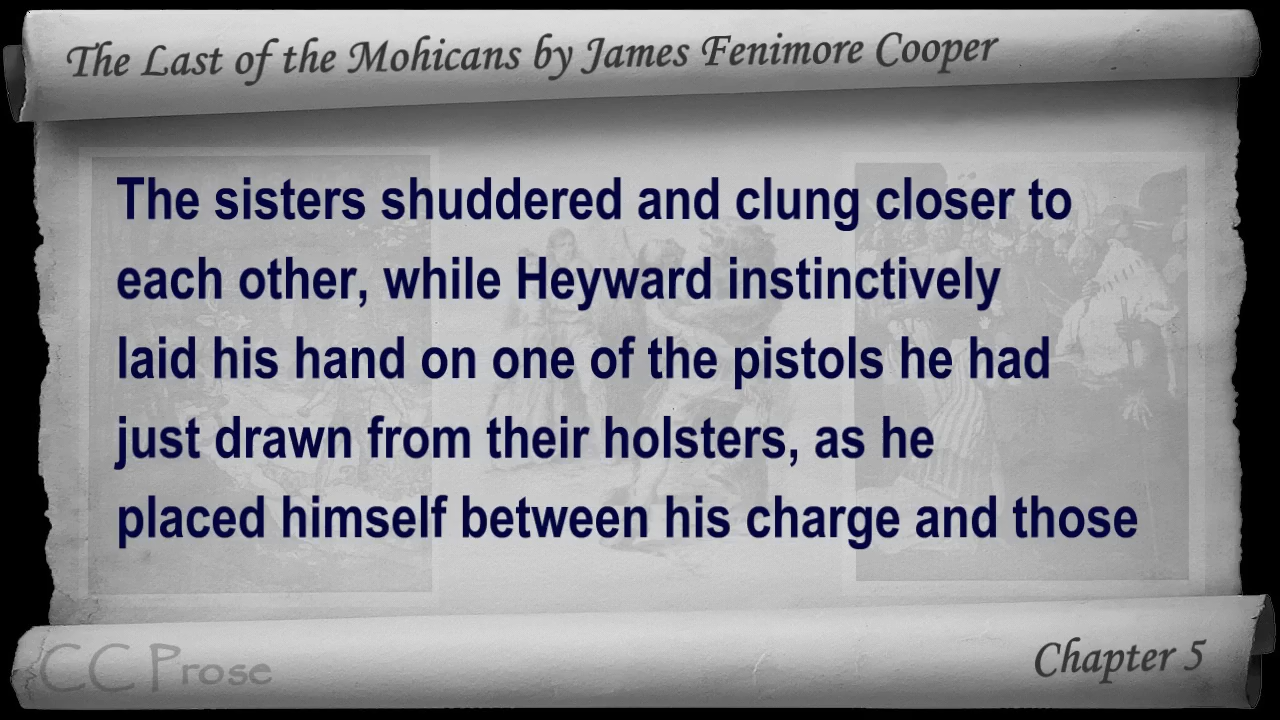 The Last of the Mohicans by James Fenimore Cooper
The sisters shuddered and clung closer to
each other, while Heyward instinctively
laid his hand on one of the pistols he had
just drawn from their holsters, as he
placed himself between his charge and those
CC Prose
Chapter 5